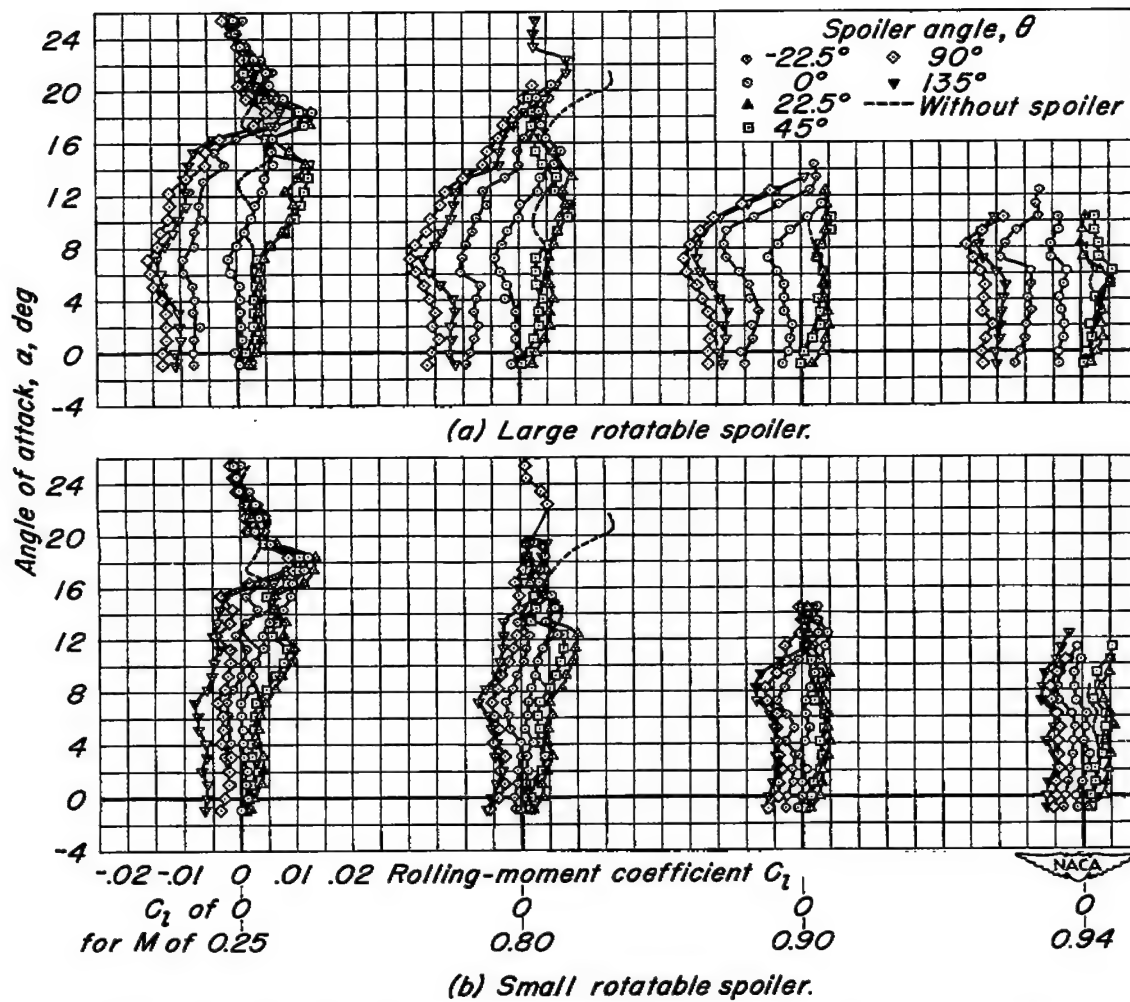 24
20
16
12
8
4
0
-4
Angle of attack, α, deg
Spoiler angle, θ
-22.5°
0°
22.5°
45°
90°
135°
Without spoiler
(a) Large rotatable spoiler.
24
20
16
12
8
4
0
-4
-.02 -.01 0 .01 .02 Rolling-moment coefficient Cl
NACA
Cl of 0 0 0 0
for M of 0.25 0.80 0.90 0.94
(b) Small rotatable spoiler.